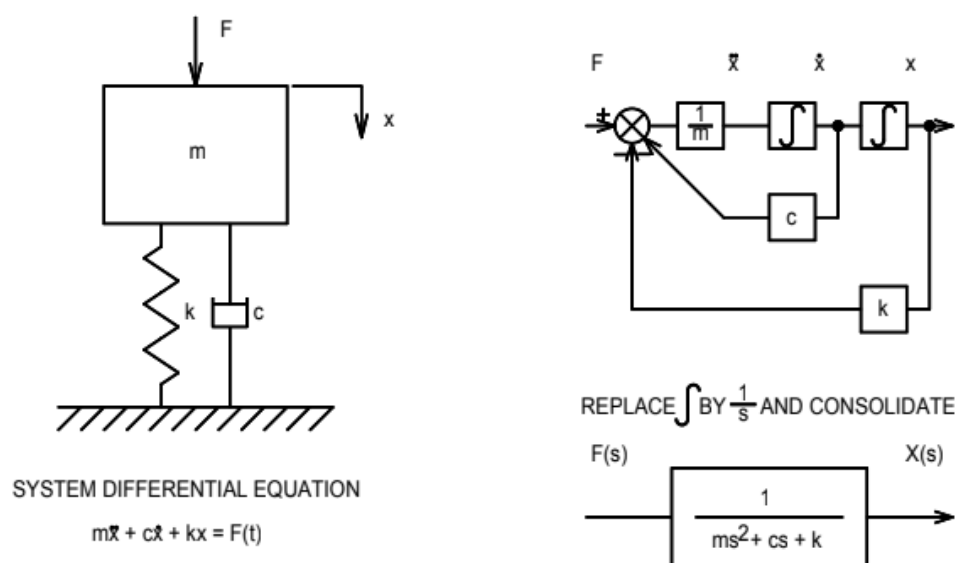 F
x
m
k
c
SYSTEM DIFFERENTIAL EQUATION
mẍ + cẋ + kx = F(t)
F ẍ ẋ x
+
1/m ∫ ∫
−
c
k
REPLACE ∫ BY 1/s AND CONSOLIDATE
F(s) X(s)
1
ms² + cs + k